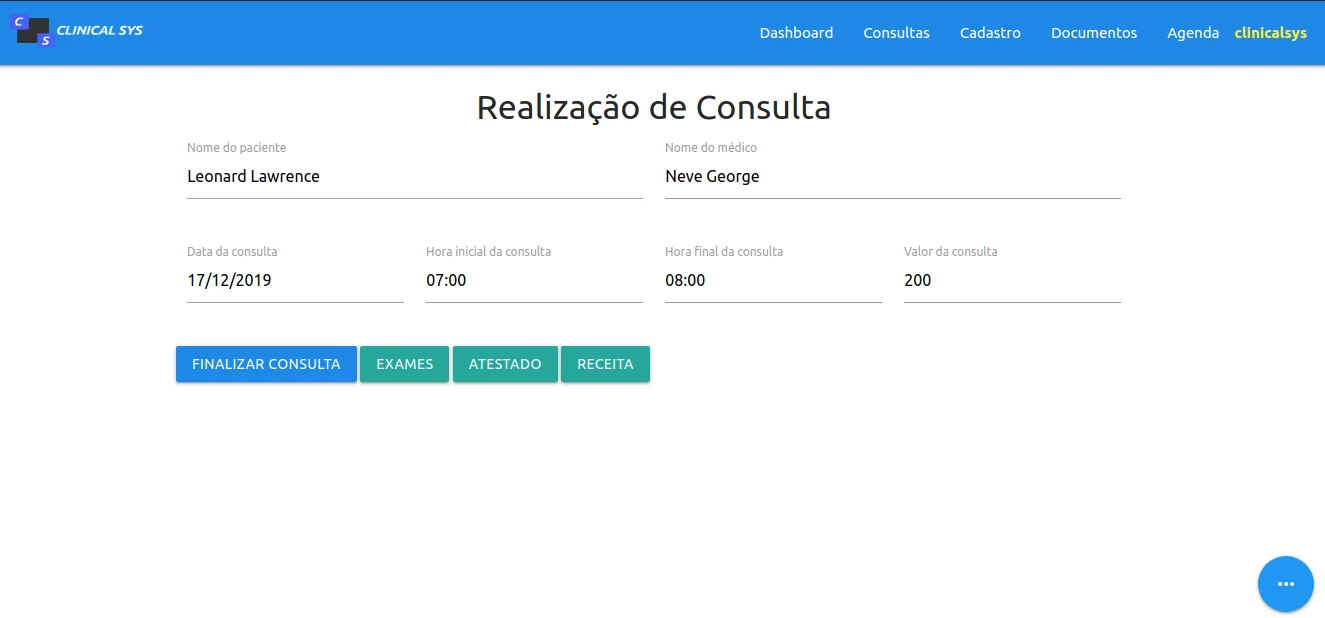 C S CLINICAL SYS
Dashboard Consultas Cadastro Documentos Agenda clinicalsys
Realização de Consulta
Nome do paciente Nome do médico
Leonard Lawrence Neve George
Data da consulta Hora inicial da consulta Hora final da consulta Valor da consulta
17/12/2019 07:00 08:00 200
FINALIZAR CONSULTA EXAMES ATESTADO RECEITA